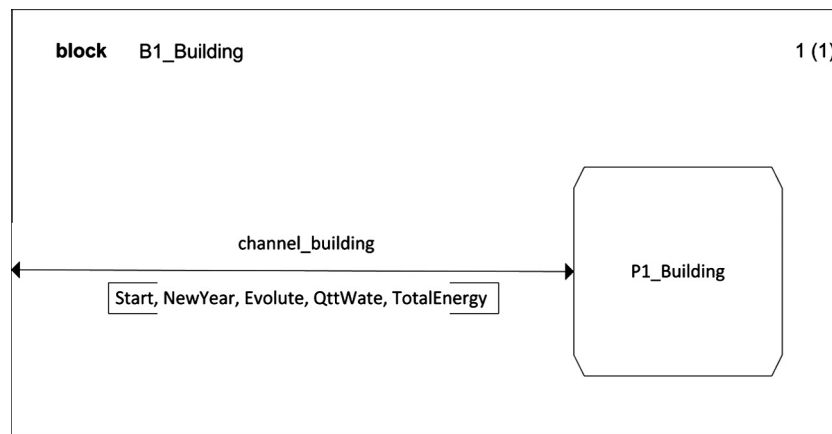 block B1_Building 1 (1)
channel_building
P1_Building
Start, NewYear, Evolute, QttWate, TotalEnergy